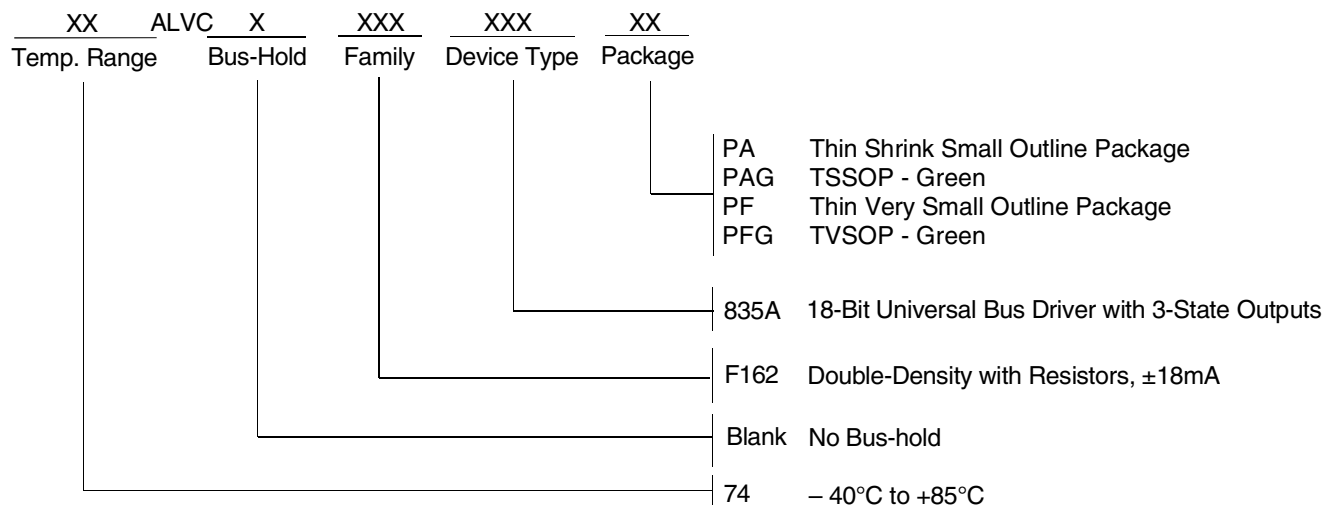 XX ALVC X XXX XXX XX
Temp. Range Bus-Hold Family Device Type Package
PA Thin Shrink Small Outline Package
PAG TSSOP - Green
PF Thin Very Small Outline Package
PFG TVSOP - Green
835A 18-Bit Universal Bus Driver with 3-State Outputs
F162 Double-Density with Resistors, ±18mA
Blank No Bus-hold
74 – 40°C to +85°C